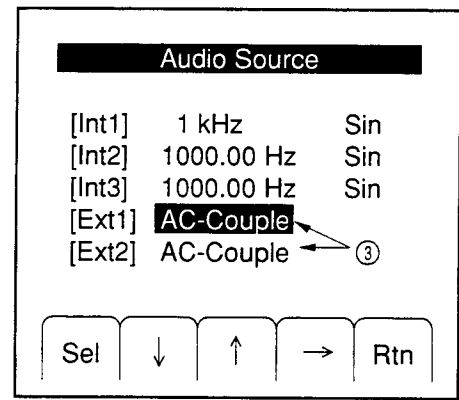 Audio Source
[Int1] 1 kHz Sin
[Int2] 1000.00 Hz Sin
[Int3] 1000.00 Hz Sin
[Ext1] AC-Couple
[Ext2] AC-Couple ③
Sel ↓ ↑ → Rtn